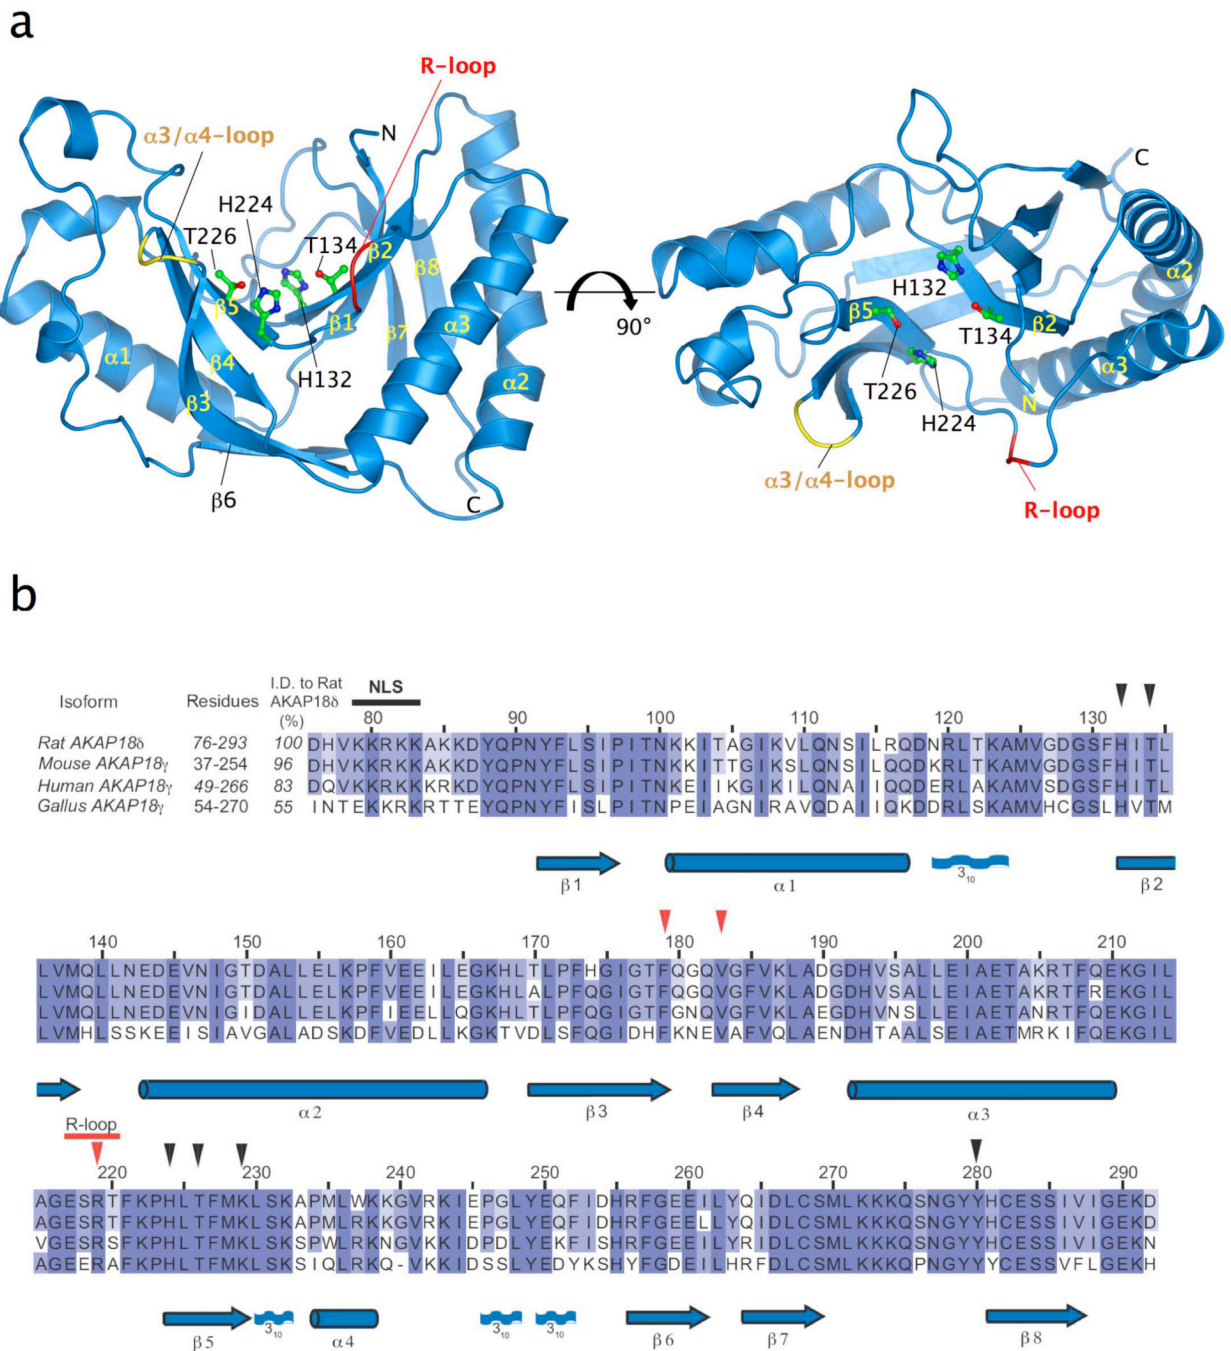 a
R-loop
α3/α4-loop
N
H224
T226
T134
β2
β8
β5
β1
β7
α3
α1
β4
H132
α2
β3
β6
C
90°
C
α2
H132
β5
T134
β2
α3
T226
N
H224
α3/α4-loop
R-loop
b
Isoform Residues I.D. to Rat AKAP18δ (%) NLS
80 90 100 110 120 130
Rat AKAP18δ 76-293 100 DHVKKRKKAKKDYQPNYFLSIPITNKKITAGIKVLQNSILRQDNRLTKAMVGDGSFHITL
Mouse AKAP18γ 37-254 96 DHVKKRKKAKKDYQPNYFLSIPITNKKITTGIKSLQNSILQQDKRLTKAMVGDGSFHITL
Human AKAP18γ 49-266 83 DQVKKRKKKRKDYQPNYFLSIPITNKEIIKGIKILQNAIIQQDERLAKAMVSDGSFHITL
Gallus AKAP18γ 54-270 55 INTEKKRKRTTEYQPNYFISLPITNPEIAGNIRAVQDAIIQKDDRLSKAMVHCGSLHVTM
β1 α1 3₁₀ β2
140 150 160 170 180 190 200 210
LVMQLLNEDEVNIGTDALLELKPFVEEILEGKHLTLPFHGIGTFQGQVGFVKLADGDHVSALLEIAETAKRTFQEKGIL
LVMQLLNEDEVNIGTDALLELKPFVEEILEGKHLALPFQGIGTFQGQVGFVKLADGDHVSALLEIAETAKRTFREKGIL
LVMQLLNEDEVNIGIDALLELKPFIEELLQGKHLTLPFQGIGTFGNQVGFVKLAEGDHVNSLLEIAETANRTFQEKGIL
LVMHLSSKEEISIAVGALADSKDFVEDLLKGKTVDLSFQGIDHFKNEVAFVQLAENDHTAALSEIAETMRKIFQEKGIL
α2 β3 β4 α3
R-loop
220 230 240 250 260 270 280 290
AGESRTFKPHLTFMKLSKAPMLWKKGVRKIEPGLYEQFIDHRFGEEILYQIDLCSMLKKKQSNGYYHCESSIVIGEKD
AGESRTFKPHLTFMKLSKAPMLRKKGVRKIEPGLYEQFIDHRFGEELLYQIDLCSMLKKKQSNGYYHCESSIVIGEKD
VGESRSFKPHLTFMKLSKSPWLRKNGVKKIDPDLYEKFISHRFGEEILYRIDLCSMLKKKQSNGYYHCESSIVIGEKN
AGEERAFKPHLTFMKLSKSIQLRKQ-VKKIDSSLYEDYKSHYFGDEILHRFDLCSMLKKKQPNGYYYCESSVFLGEKH
β5 3₁₀ α4 3₁₀ 3₁₀ β6 β7 β8